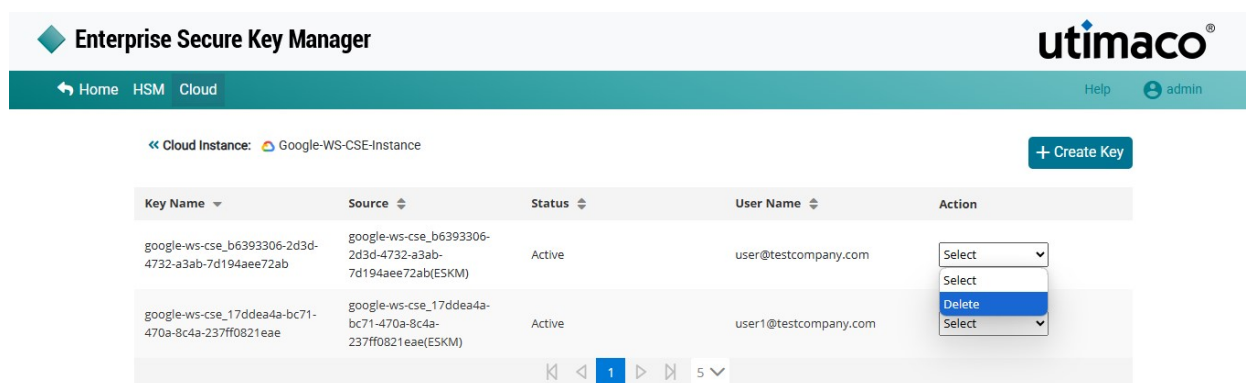 Enterprise Secure Key Manager
utimaco®
Home HSM Cloud Help admin
« Cloud Instance: Google-WS-CSE-Instance
+ Create Key
Key Name Source Status User Name Action
google-ws-cse_b6393306-2d3d-
4732-a3ab-7d194aee72ab
google-ws-cse_b6393306-
2d3d-4732-a3ab-
7d194aee72ab(ESKM)
Active
user@testcompany.com
Select
Select
Delete
google-ws-cse_17ddea4a-bc71-
470a-8c4a-237ff0821eae
google-ws-cse_17ddea4a-
bc71-470a-8c4a-
237ff0821eae(ESKM)
Active
user1@testcompany.com
Select
1 5